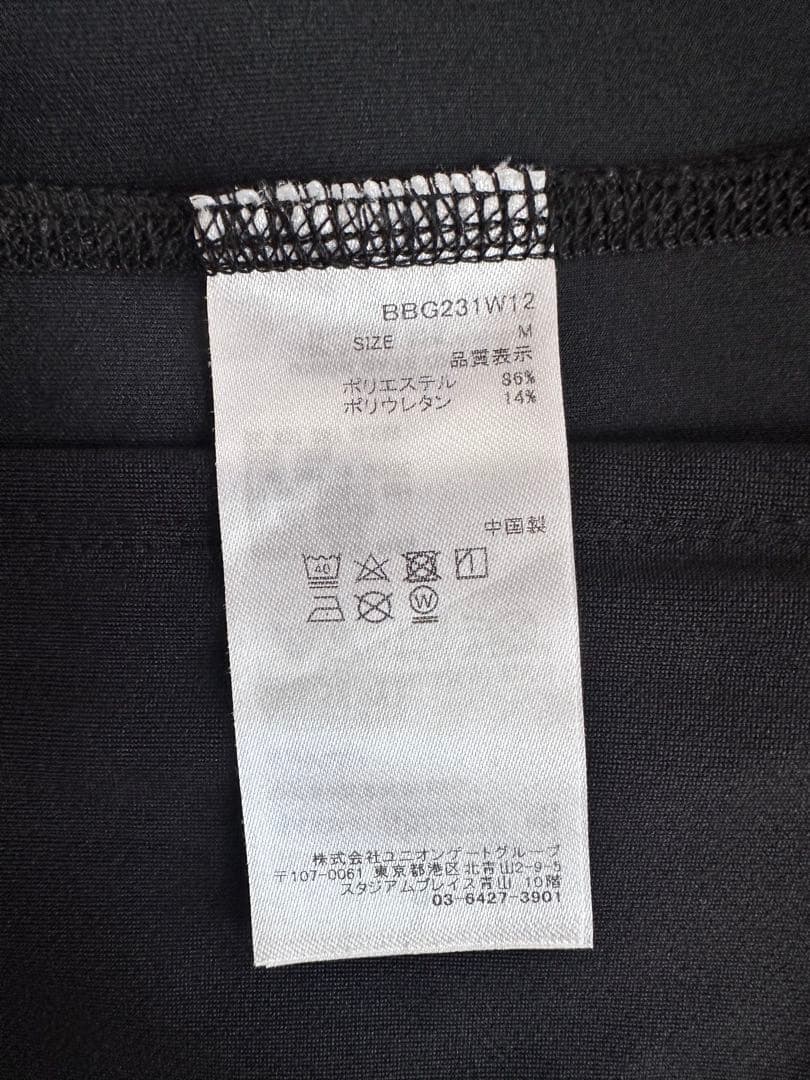 BBG231W12
SIZE M
品質表示
ポリエステル 86%
ポリウレタン 14%
中国製
40
W
株式会社ユニオンゲートグループ
〒107-0061 東京都港区北青山2-9-5
スタジアムプレイス青山 10階
03-6427-3901